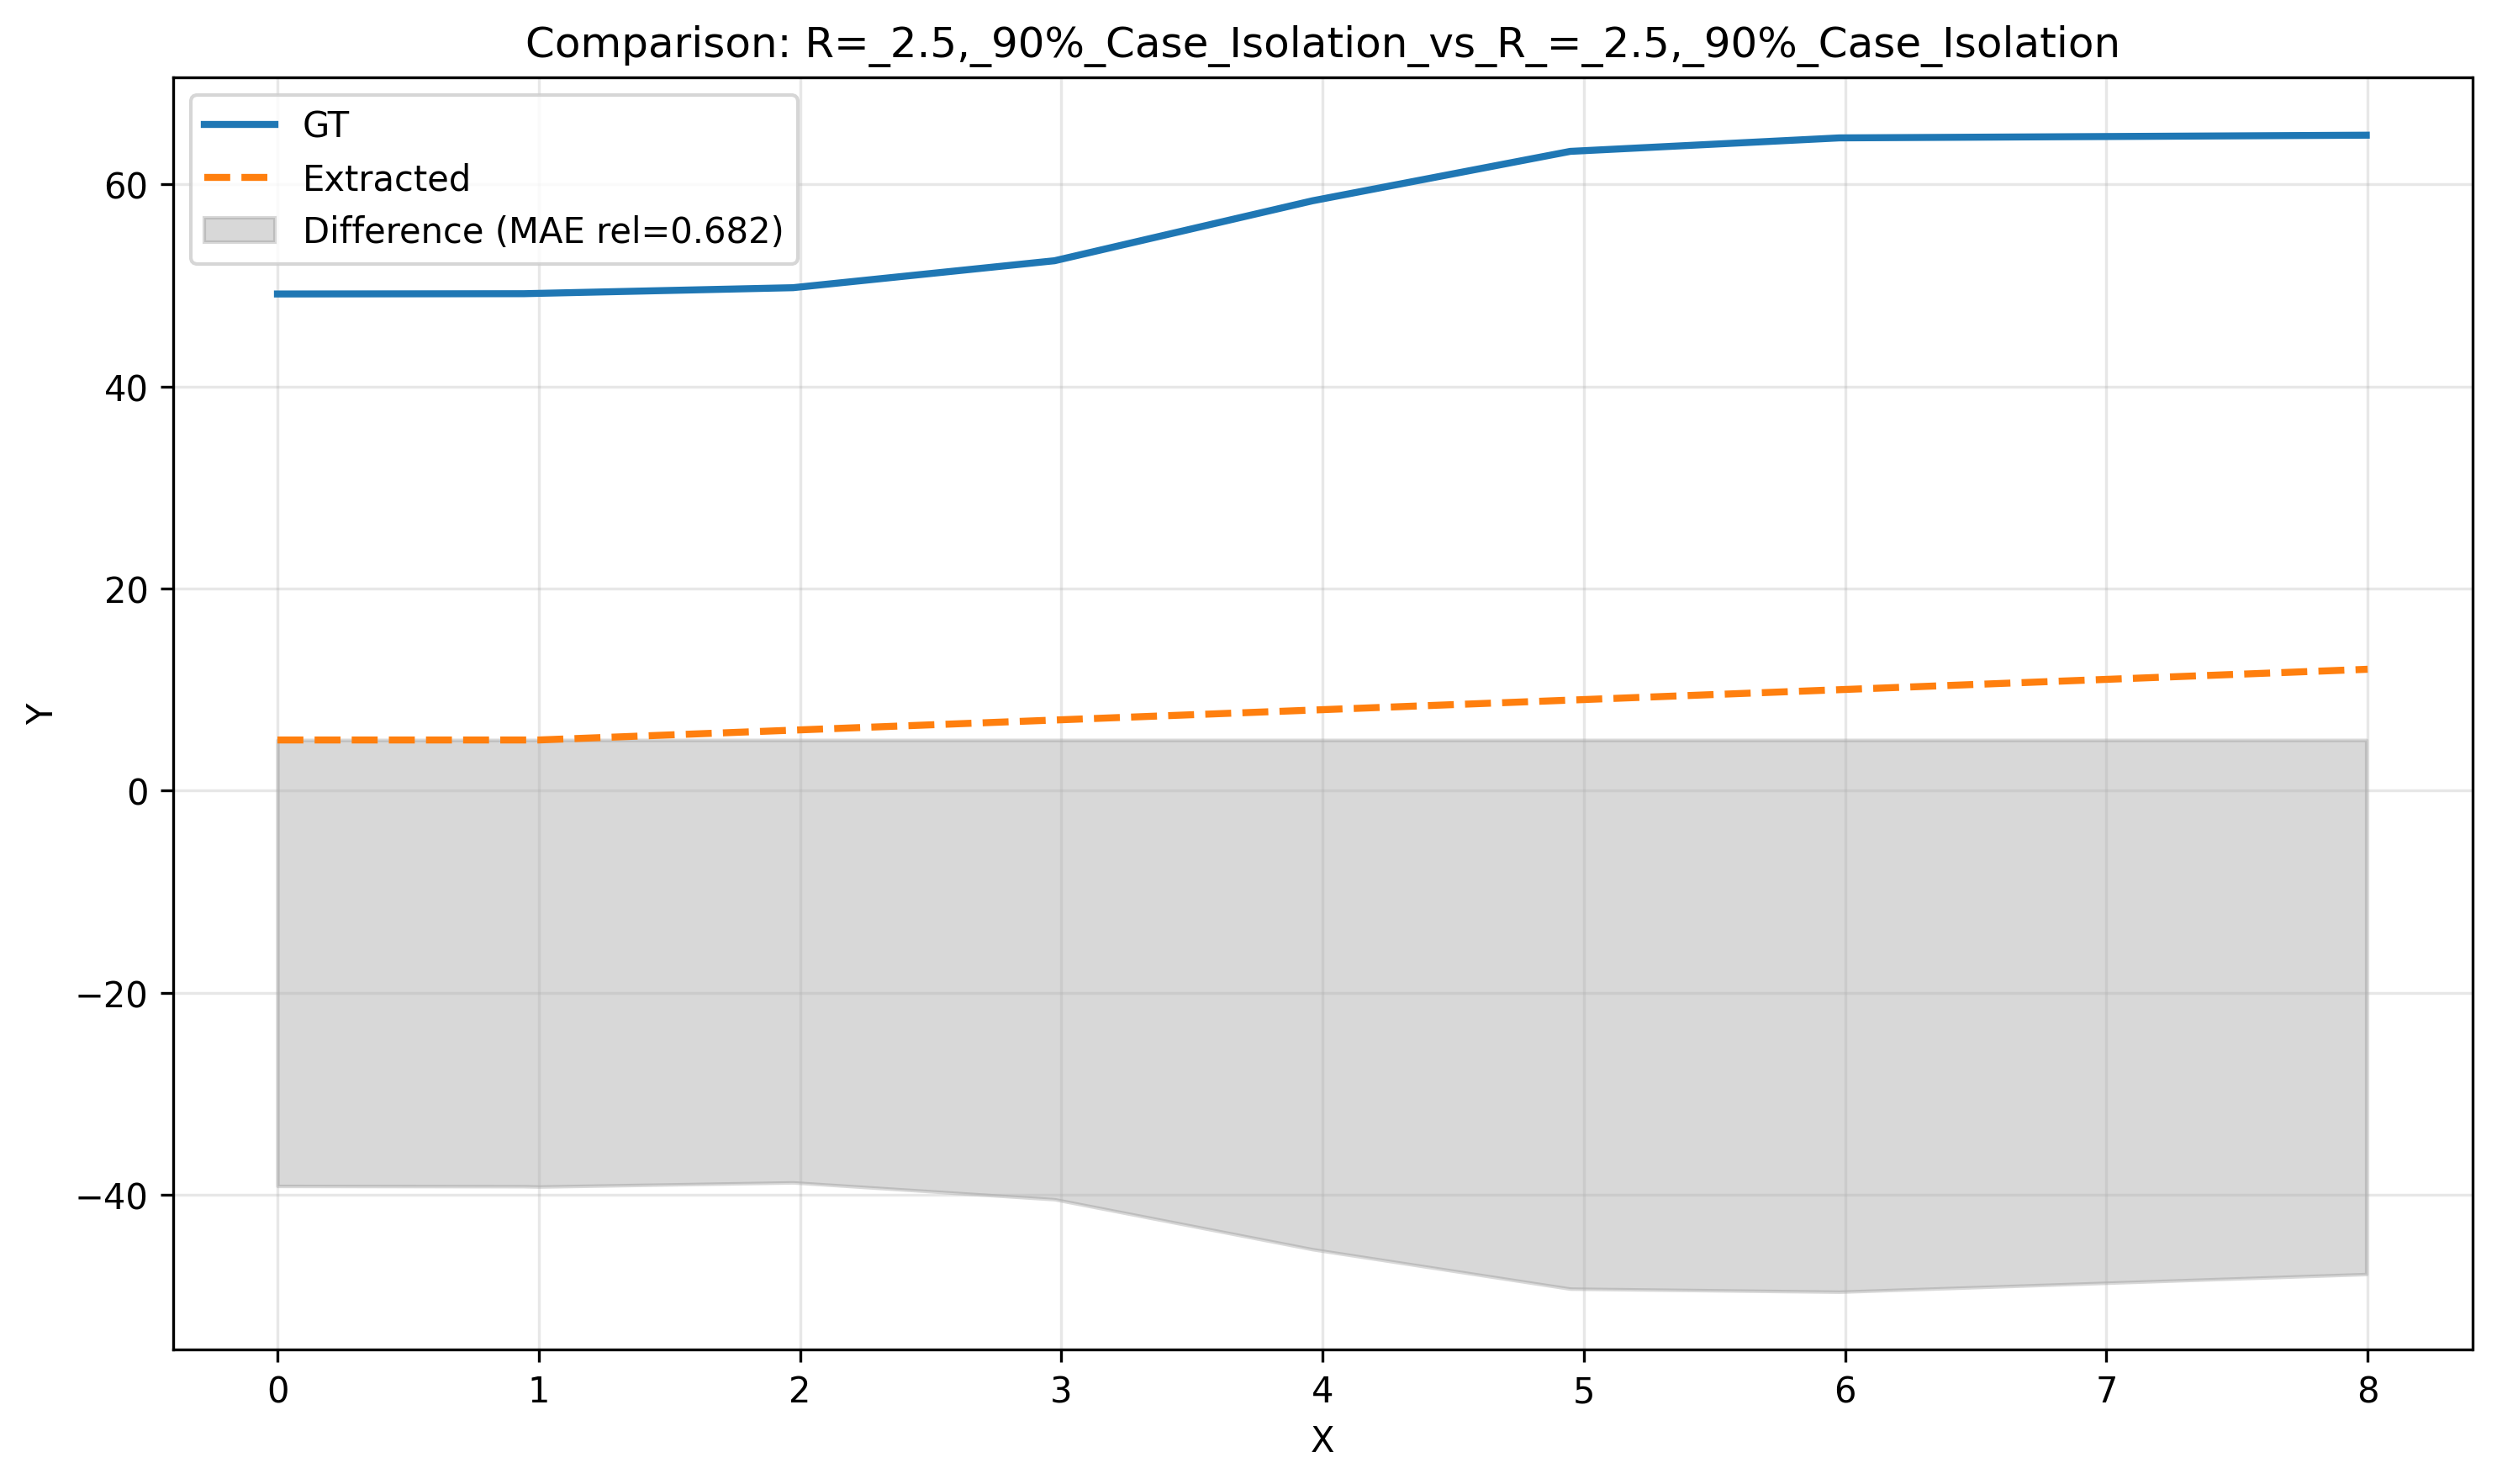 Comparison: R=_2.5,_90%_Case_Isolation_vs_R_=_2.5,_90%_Case_Isolation
GT
Extracted
Difference (MAE rel=0.682)
Y
60
40
20
0
−20
−40
0 1 2 3 4 5 6 7 8
X